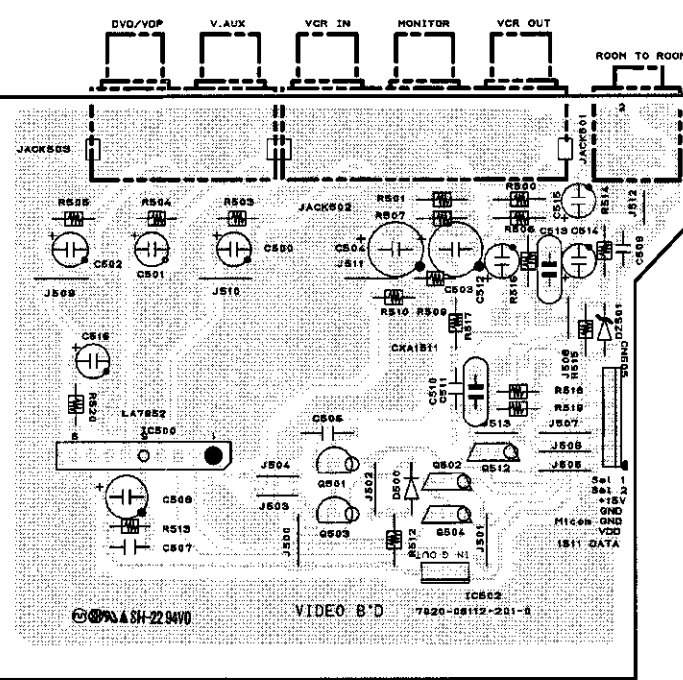 DVD/VDP V.AUX VCR IN MONITOR VCR OUT
ROOM TO ROOM
JACK503
JACK501
R505 R504 R503
JACK502
R501
R507
R500
R506
C515
R514
J512
C502
C501
C500
C504
J511
C503
C512
R516
C513 C514
C509
J509
J510
R510 R509
R517
DZ501
C516
CXA1511
J508
R515
CN505
R520
C510
C511
R518
R519
LA7952
IC500
C505
J513
J507
J506
J505
J504
J503
Q501
J502
D500
Q502
Q512
C508
R513
C507
J500
Q503
R512
Q504
J501
IN G OUT
IC502
Sel 1
Sel 2
+15V
GND
Micom GND
VDD
1511 DATA
SH-22 94V0
VIDEO B'D
7020-08112-201-0